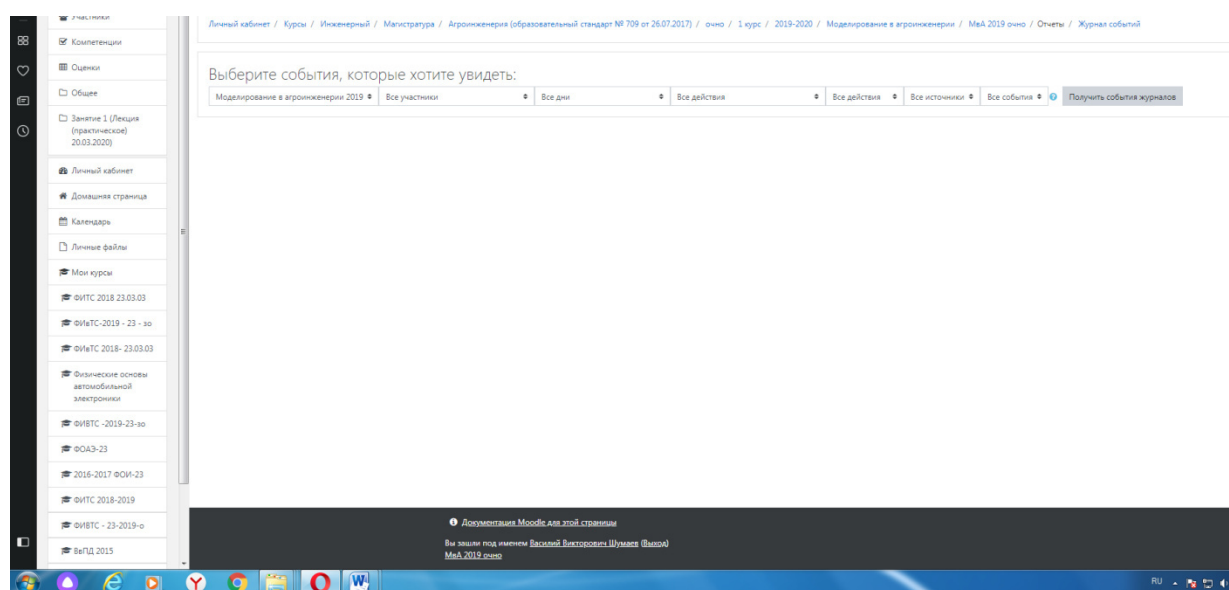 Участники
Компетенции
Оценки
Общее
Занятие 1 (Лекция
(практическое)
20.03.2020)
Личный кабинет
Домашняя страница
Календарь
Личные файлы
Мои курсы
ФИТС 2018 23.03.03
ФИвТС-2019 - 23 - зо
ФИвТС 2018- 23.03.03
Физические основы
автомобильной
электроники
ФИВТС -2019-23-зо
ФОАЭ-23
2016-2017 ФОИ-23
ФИТС 2018-2019
ФИВТС - 23-2019-о
ВеПД 2015
Личный кабинет / Курсы / Инженерный / Магистратура / Агроинженерия (образовательный стандарт № 709 от 26.07.2017) / очно / 1 курс / 2019-2020 / Моделирование в агроинженерии / МвА 2019 очно / Отчеты / Журнал событий
Выберите события, которые хотите увидеть:
Моделирование в агроинженерии 2019 Все участники Все дни Все действия Все действия Все источники Все события Получить события журналов
Документация Moodle для этой страницы
Вы зашли под именем Василий Викторович Шумаев (Выход)
МвА 2019 очно
RU